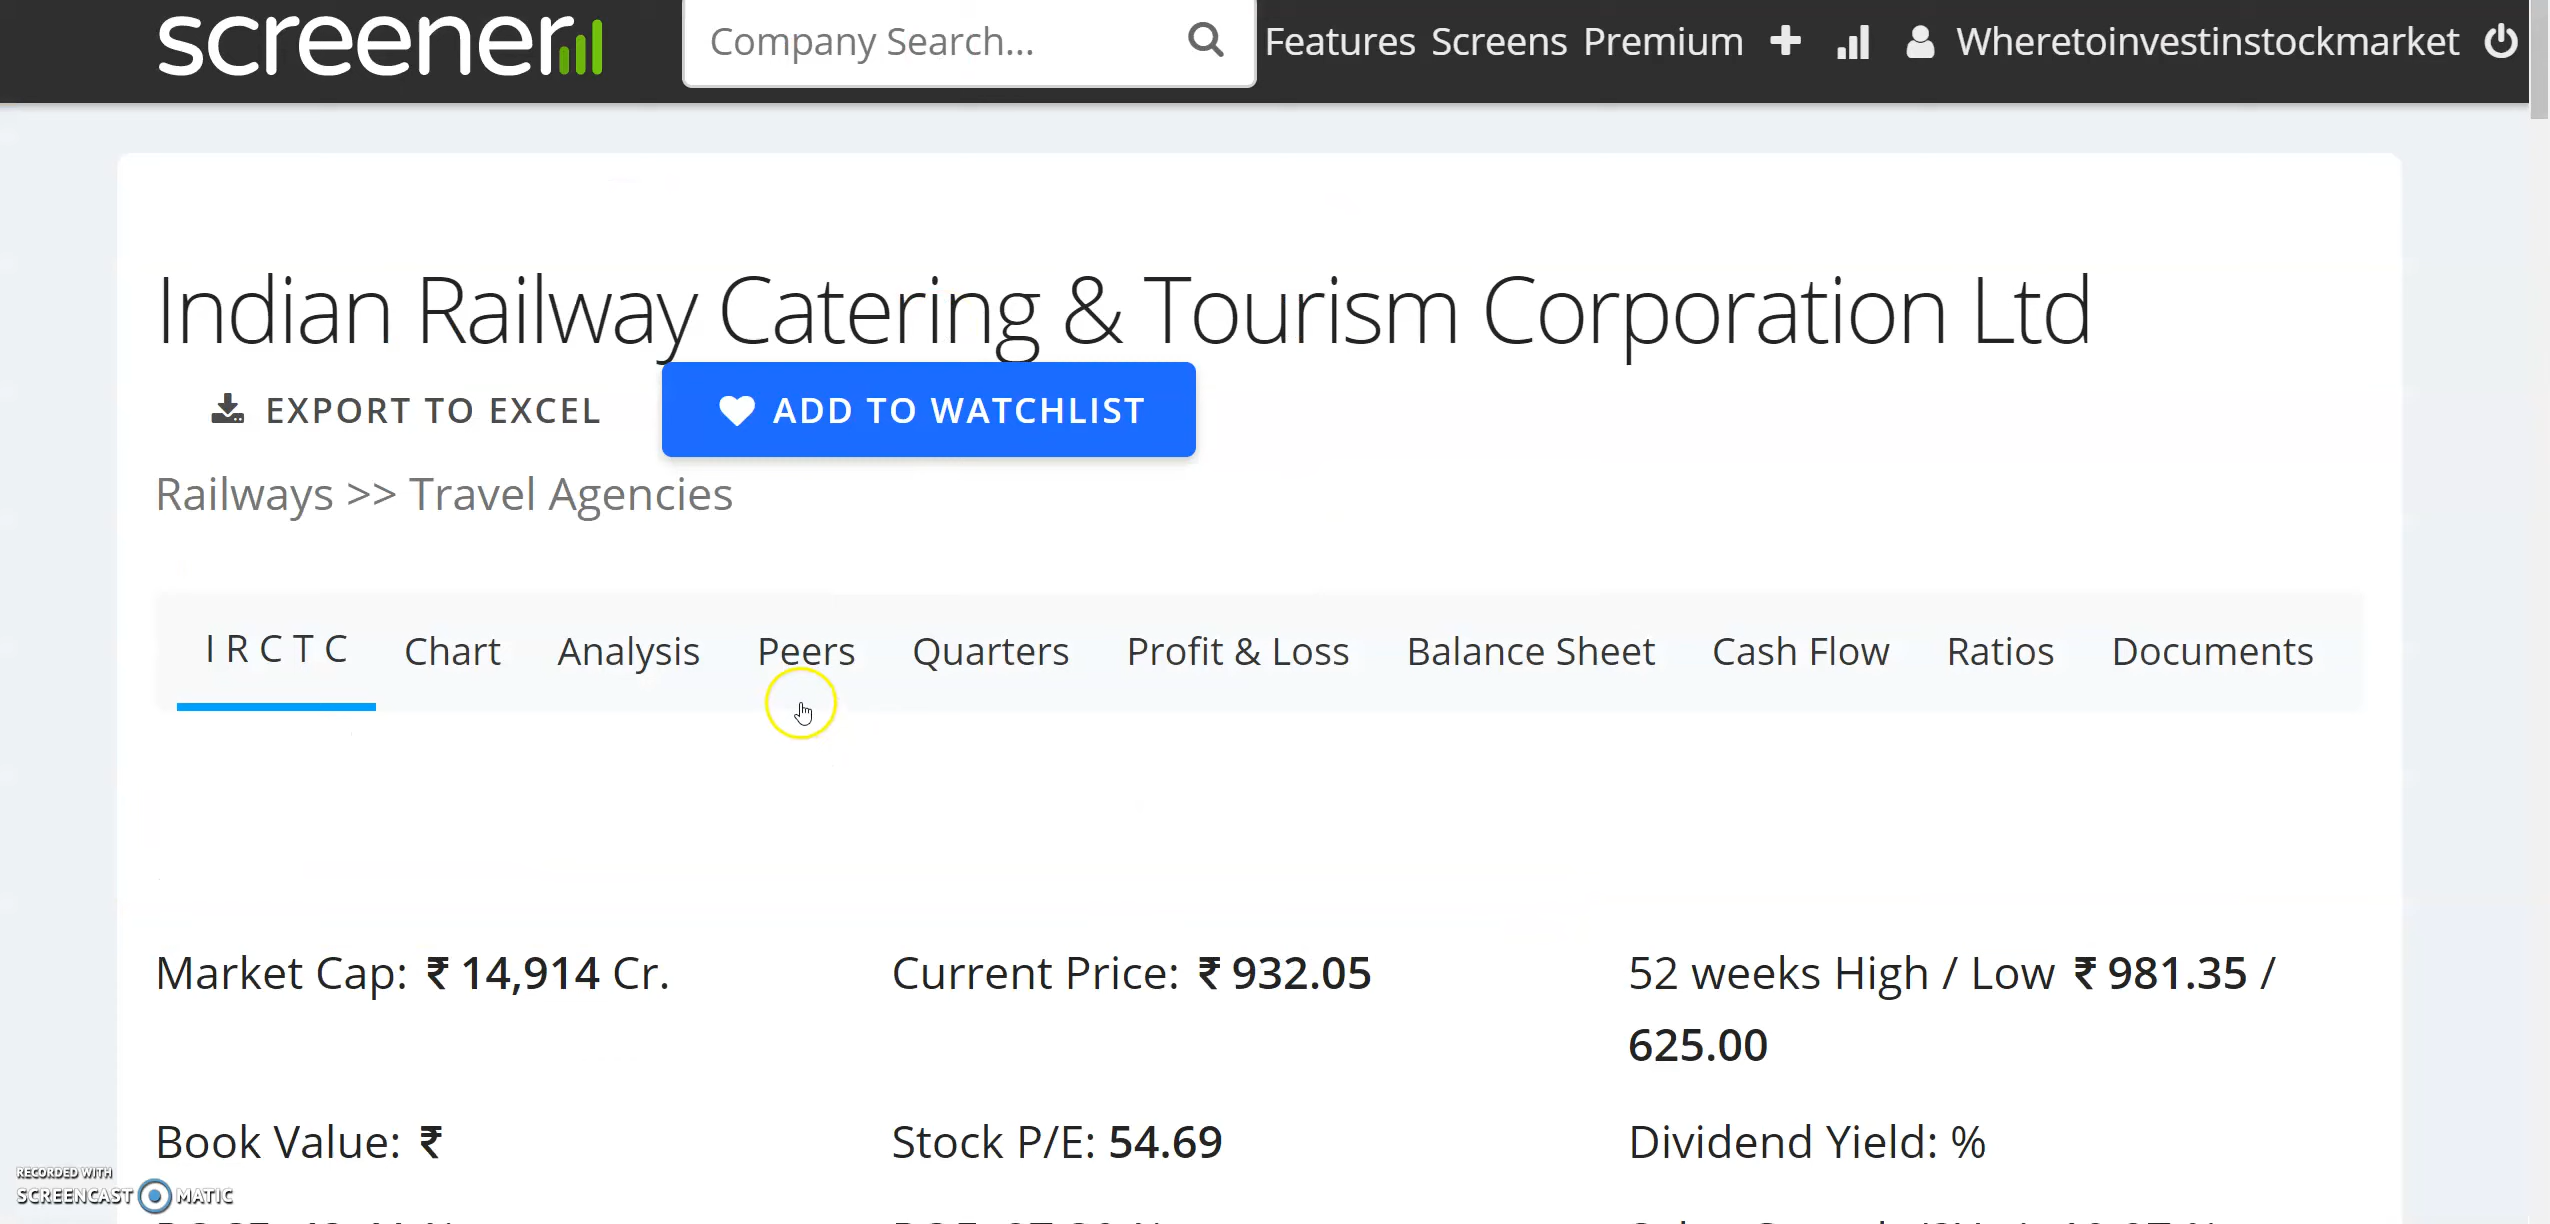 screener
Company Search...
Features Screens Premium
Wheretoinvestinstockmarket
Indian Railway Catering & Tourism Corporation Ltd
EXPORT TO EXCEL
ADD TO WATCHLIST
Railways >> Travel Agencies
I R C T C Chart Analysis Peers Quarters Profit & Loss Balance Sheet Cash Flow Ratios Documents
Market Cap: ₹ 14,914 Cr.
Current Price: ₹ 932.05
52 weeks High / Low ₹ 981.35 /
625.00
Book Value: ₹
Stock P/E: 54.69
Dividend Yield: %
RECORDED WITH
SCREENCAST MATIC